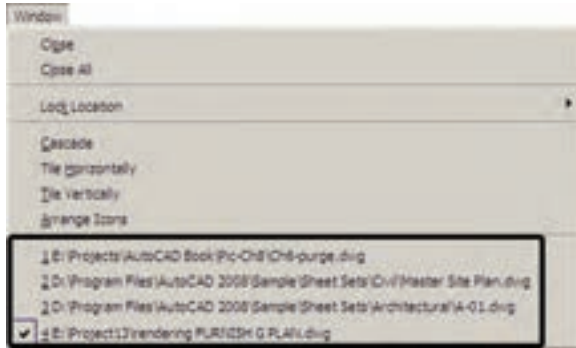 Window
Close
Close All
Lock Location
Cascade
Tile Horizontally
Tile Vertically
Arrange Icons
1 E:\Projects\AutoCAD Book\Pic-Ch8\Ch8-purge.dwg
2 D:\Program Files\AutoCAD 2008\Sample\Sheet Sets\Civil\Master Site Plan.dwg
3 D:\Program Files\AutoCAD 2008\Sample\Sheet Sets\Architectural\A-01.dwg
4 E:\Project13\rendering FURNISH G PLAN.dwg